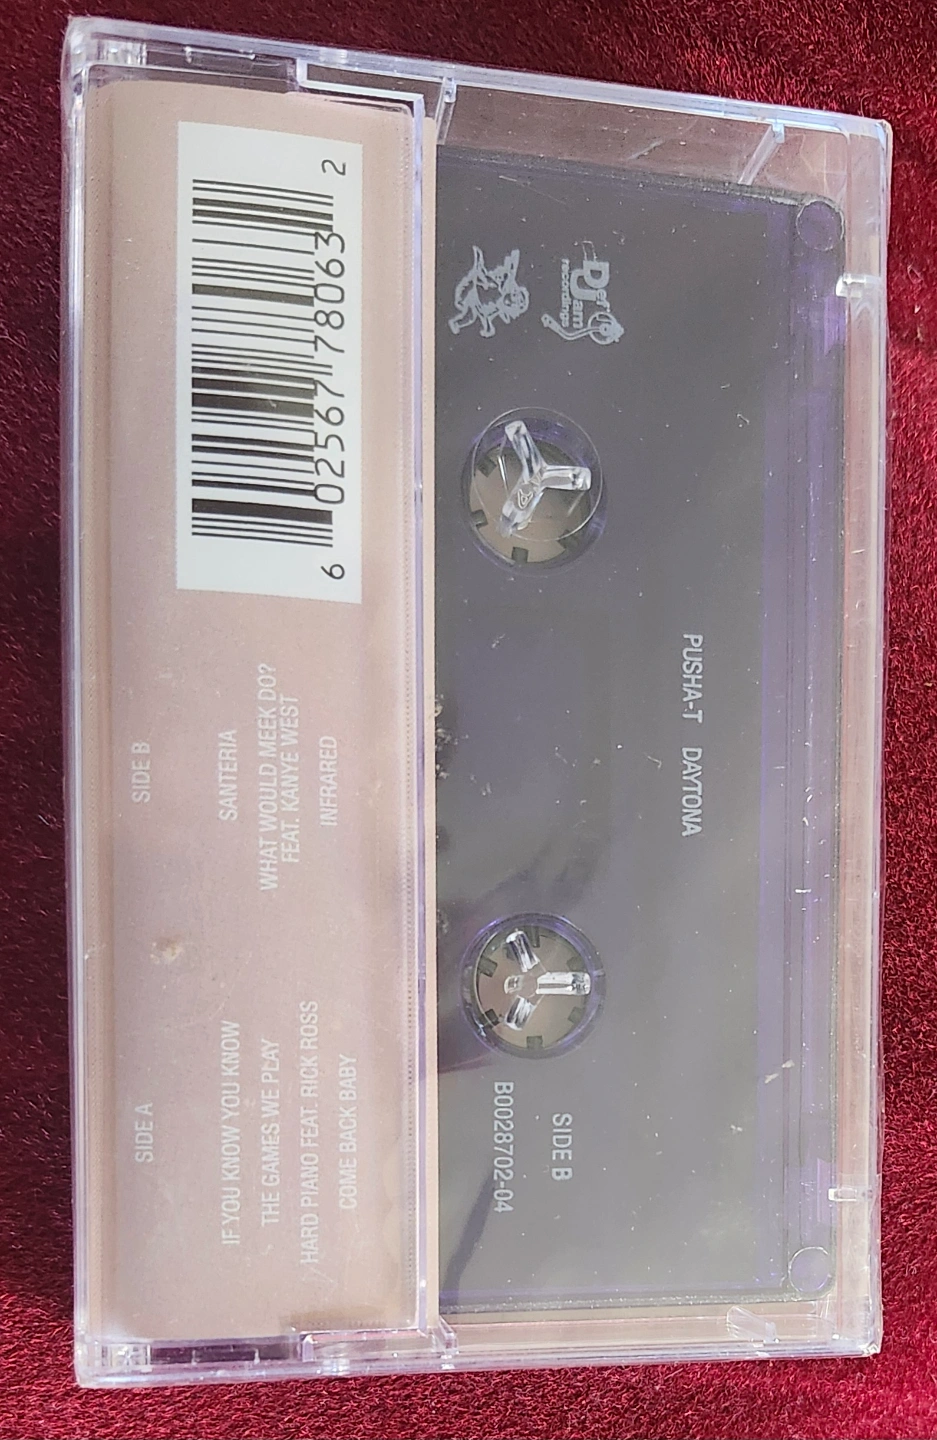 6 02567 78063 2
SIDE A
IF YOU KNOW YOU KNOW
THE GAMES WE PLAY
HARD PIANO FEAT. RICK ROSS
COME BACK BABY
SIDE B
SANTERIA
WHAT WOULD MEEK DO?
FEAT. KANYE WEST
INFRARED
Def
Jam
recordings
PUSHA-T DAYTONA
SIDE B
B0028702-04